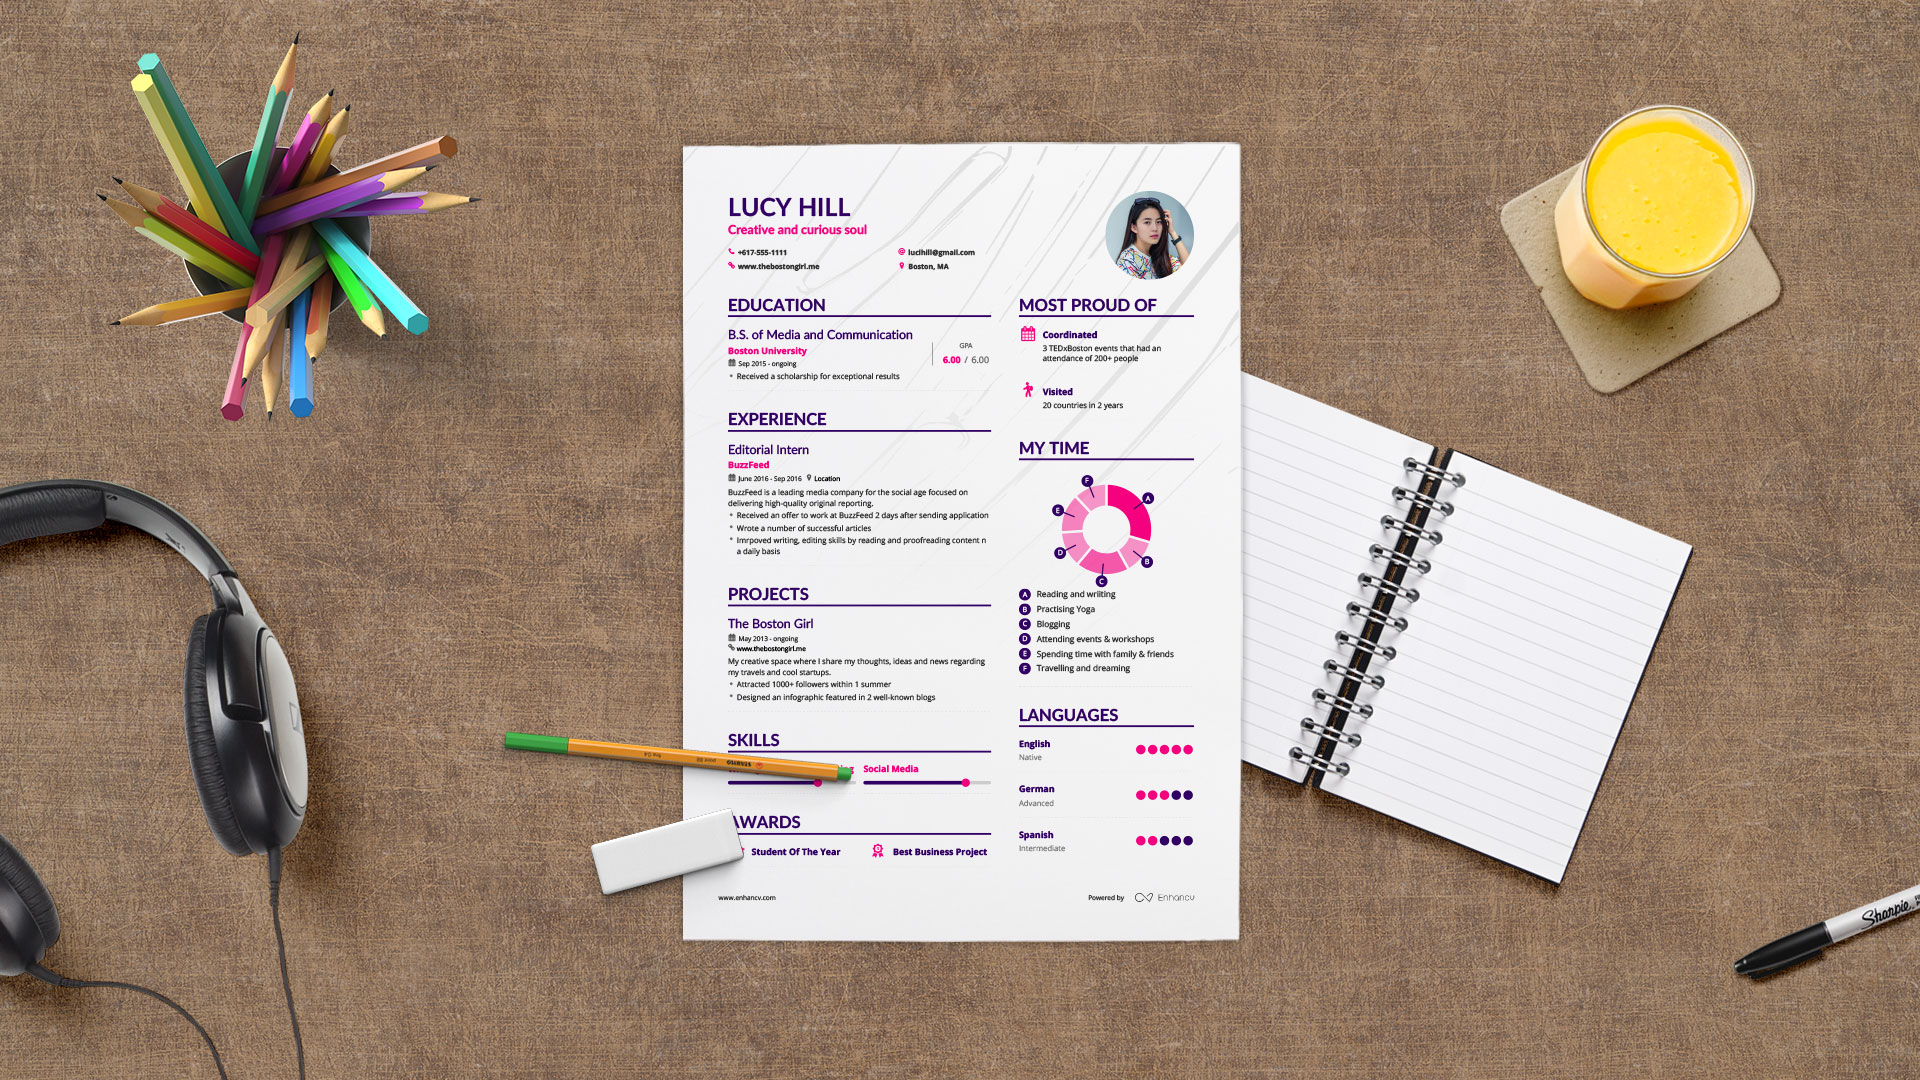 LUCY HILL
Creative and curious soul
+617-555-1111
lucihill@gmail.com
www.thebostongirl.me
Boston, MA
EDUCATION
B.S. of Media and Communication
Boston University
Sep 2015 - ongoing
Received a scholarship for exceptional results
GPA
6.00 / 6.00
EXPERIENCE
Editorial Intern
BuzzFeed
June 2016 - Sep 2016 Location
BuzzFeed is a leading media company for the social age focused on
delivering high-quality original reporting.
Received an offer to work at BuzzFeed 2 days after sending application
Wrote a number of successful articles
Imrpoved writing, editing skills by reading and proofreading content n
a daily basis
PROJECTS
The Boston Girl
May 2013 - ongoing
www.thebostongirl.me
My creative space where I share my thoughts, ideas and news regarding
my travels and cool startups.
Attracted 1000+ followers within 1 summer
Designed an infographic featured in 2 well-known blogs
SKILLS
Social Media
AWARDS
Student Of The Year
Best Business Project
www.enhancv.com
MOST PROUD OF
Coordinated
3 TEDxBoston events that had an
attendance of 200+ people
Visited
20 countries in 2 years
MY TIME
F
A
E
D
B
C
A Reading and wriiting
B Practising Yoga
C Blogging
D Attending events & workshops
E Spending time with family & friends
F Travelling and dreaming
LANGUAGES
English
Native
German
Advanced
Spanish
Intermediate
Powered by Enhancv
Sharpie